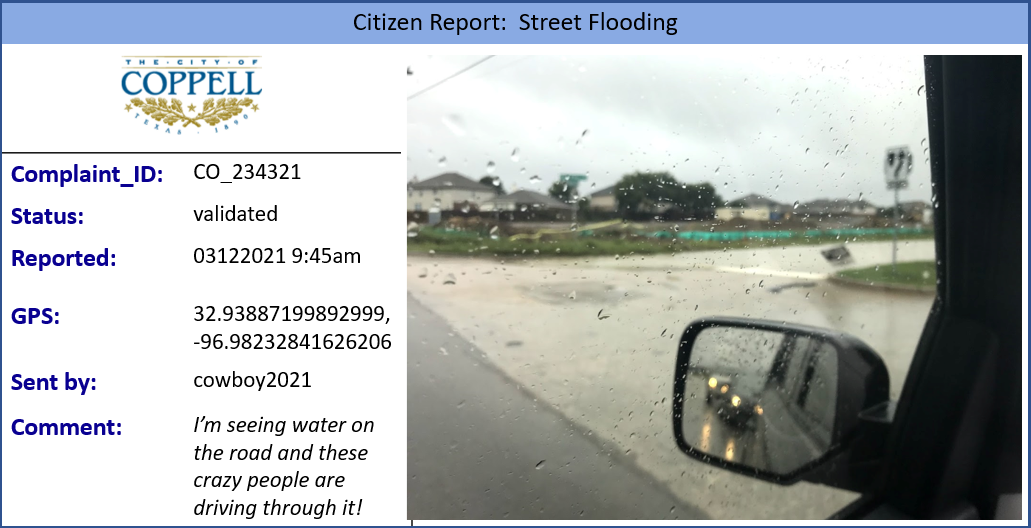 Citizen Report:  Street Flooding
THE · CITY · OF
COPPELL
TEXAS · 1890
Complaint_ID: CO_234321
Status: validated
Reported: 03122021 9:45am
GPS: 32.93887199892999,
-96.98232841626206
Sent by: cowboy2021
Comment: I’m seeing water on
the road and these
crazy people are
driving through it!